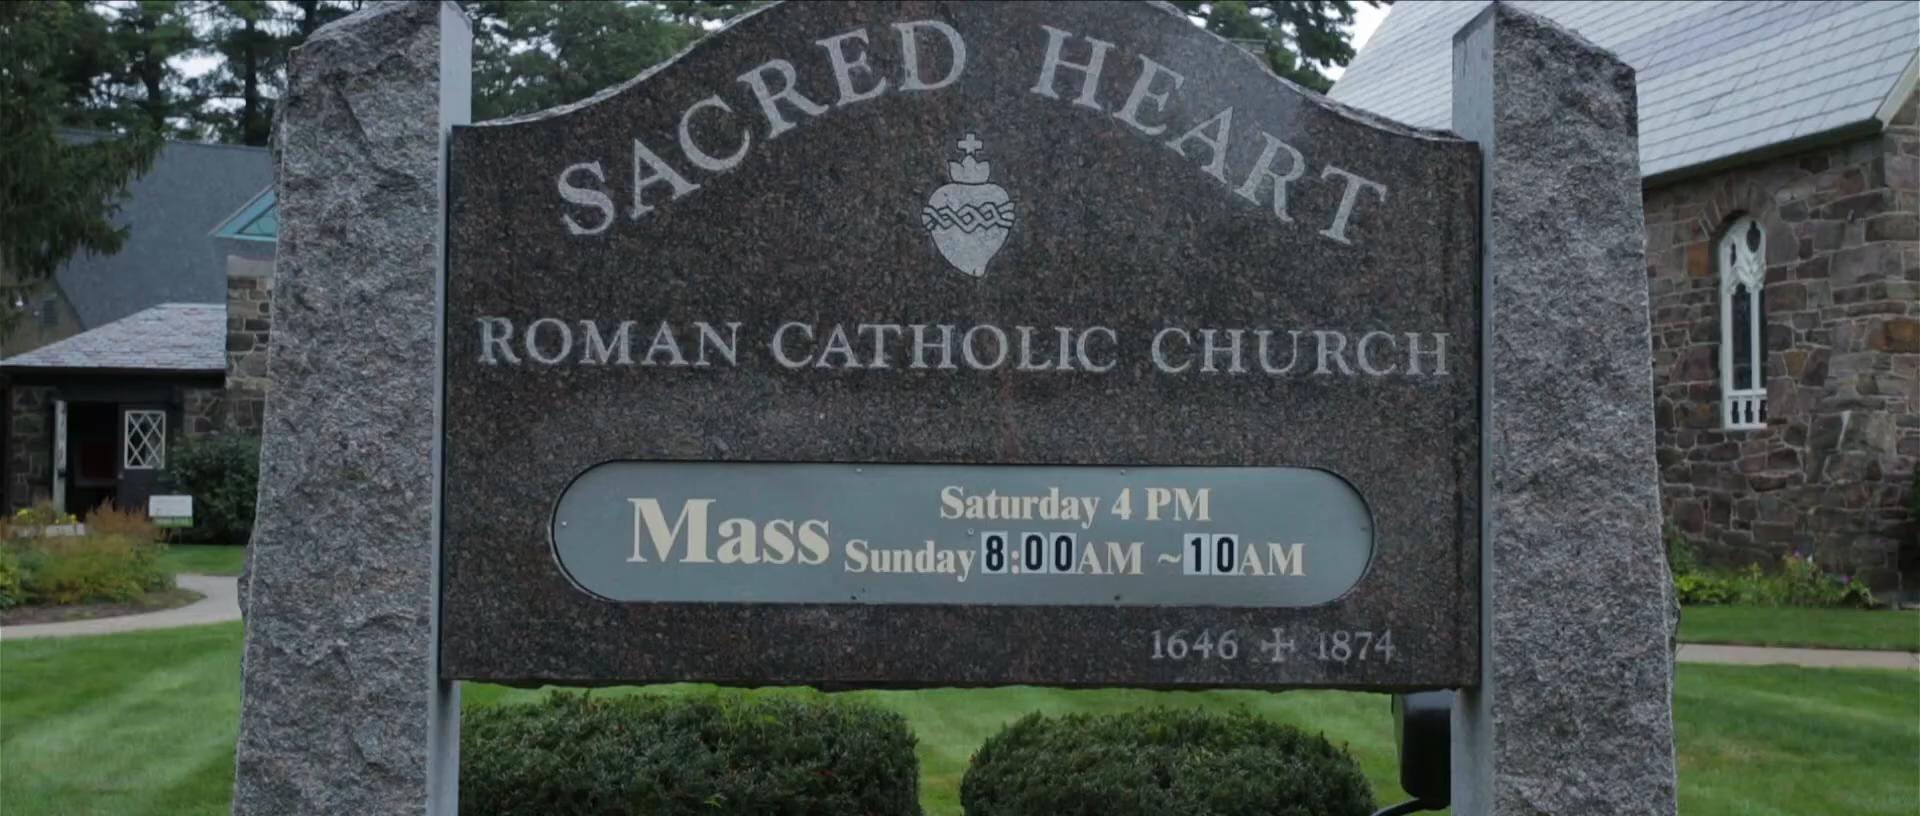 SACRED HEART
ROMAN CATHOLIC CHURCH
Mass
Saturday 4 PM
Sunday 8:00AM ~10AM
1646 ✢ 1874